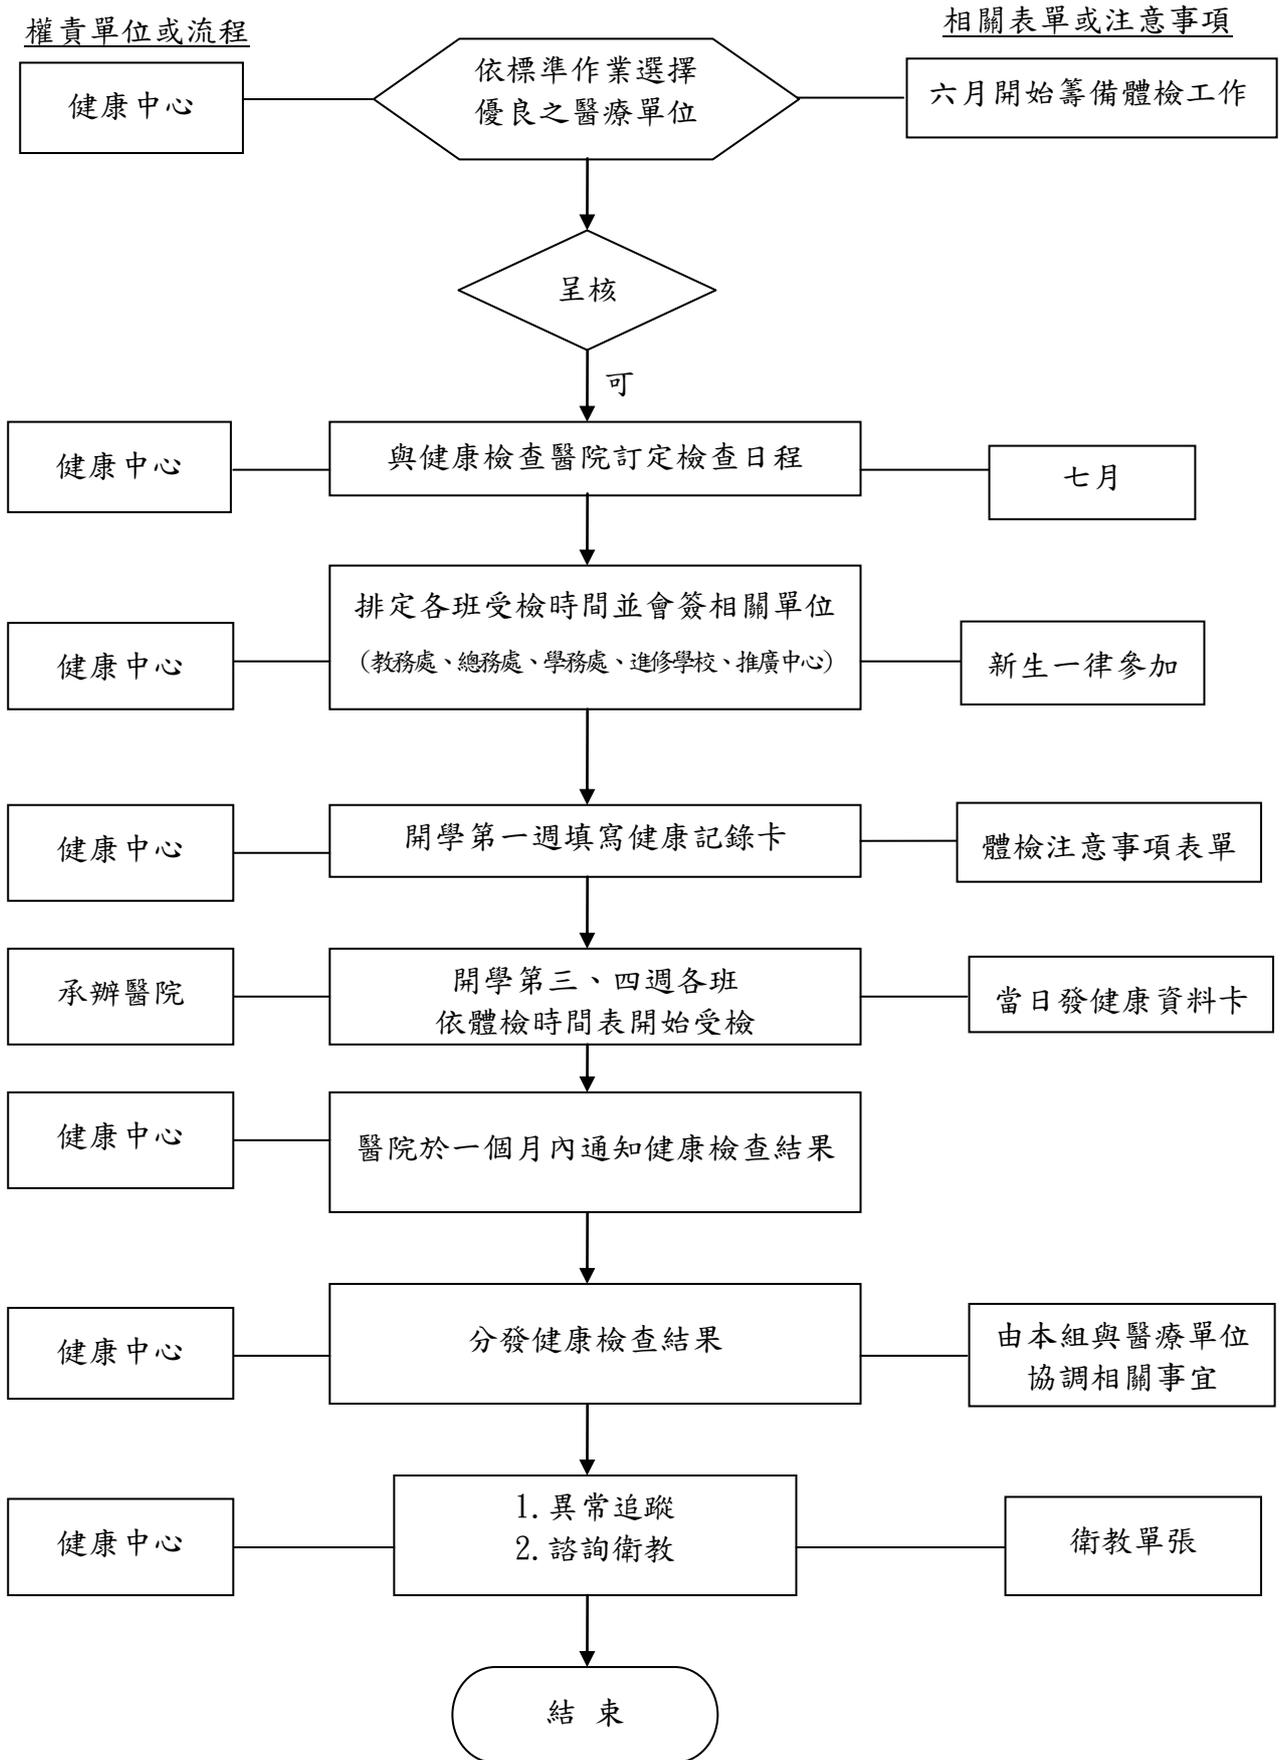 權責單位或流程
相關表單或注意事項
健康中心
依標準作業選擇
優良之醫療單位
六月開始籌備體檢工作
呈核
可
健康中心
與健康檢查醫院訂定檢查日程
七月
健康中心
排定各班受檢時間並會簽相關單位
（教務處、總務處、學務處、進修學校、推廣中心）
新生一律參加
健康中心
開學第一週填寫健康記錄卡
體檢注意事項表單
承辦醫院
開學第三、四週各班
依體檢時間表開始受檢
當日發健康資料卡
健康中心
醫院於一個月內通知健康檢查結果
健康中心
分發健康檢查結果
由本組與醫療單位
協調相關事宜
健康中心
1.異常追蹤
2.諮詢衛教
衛教單張
結 束